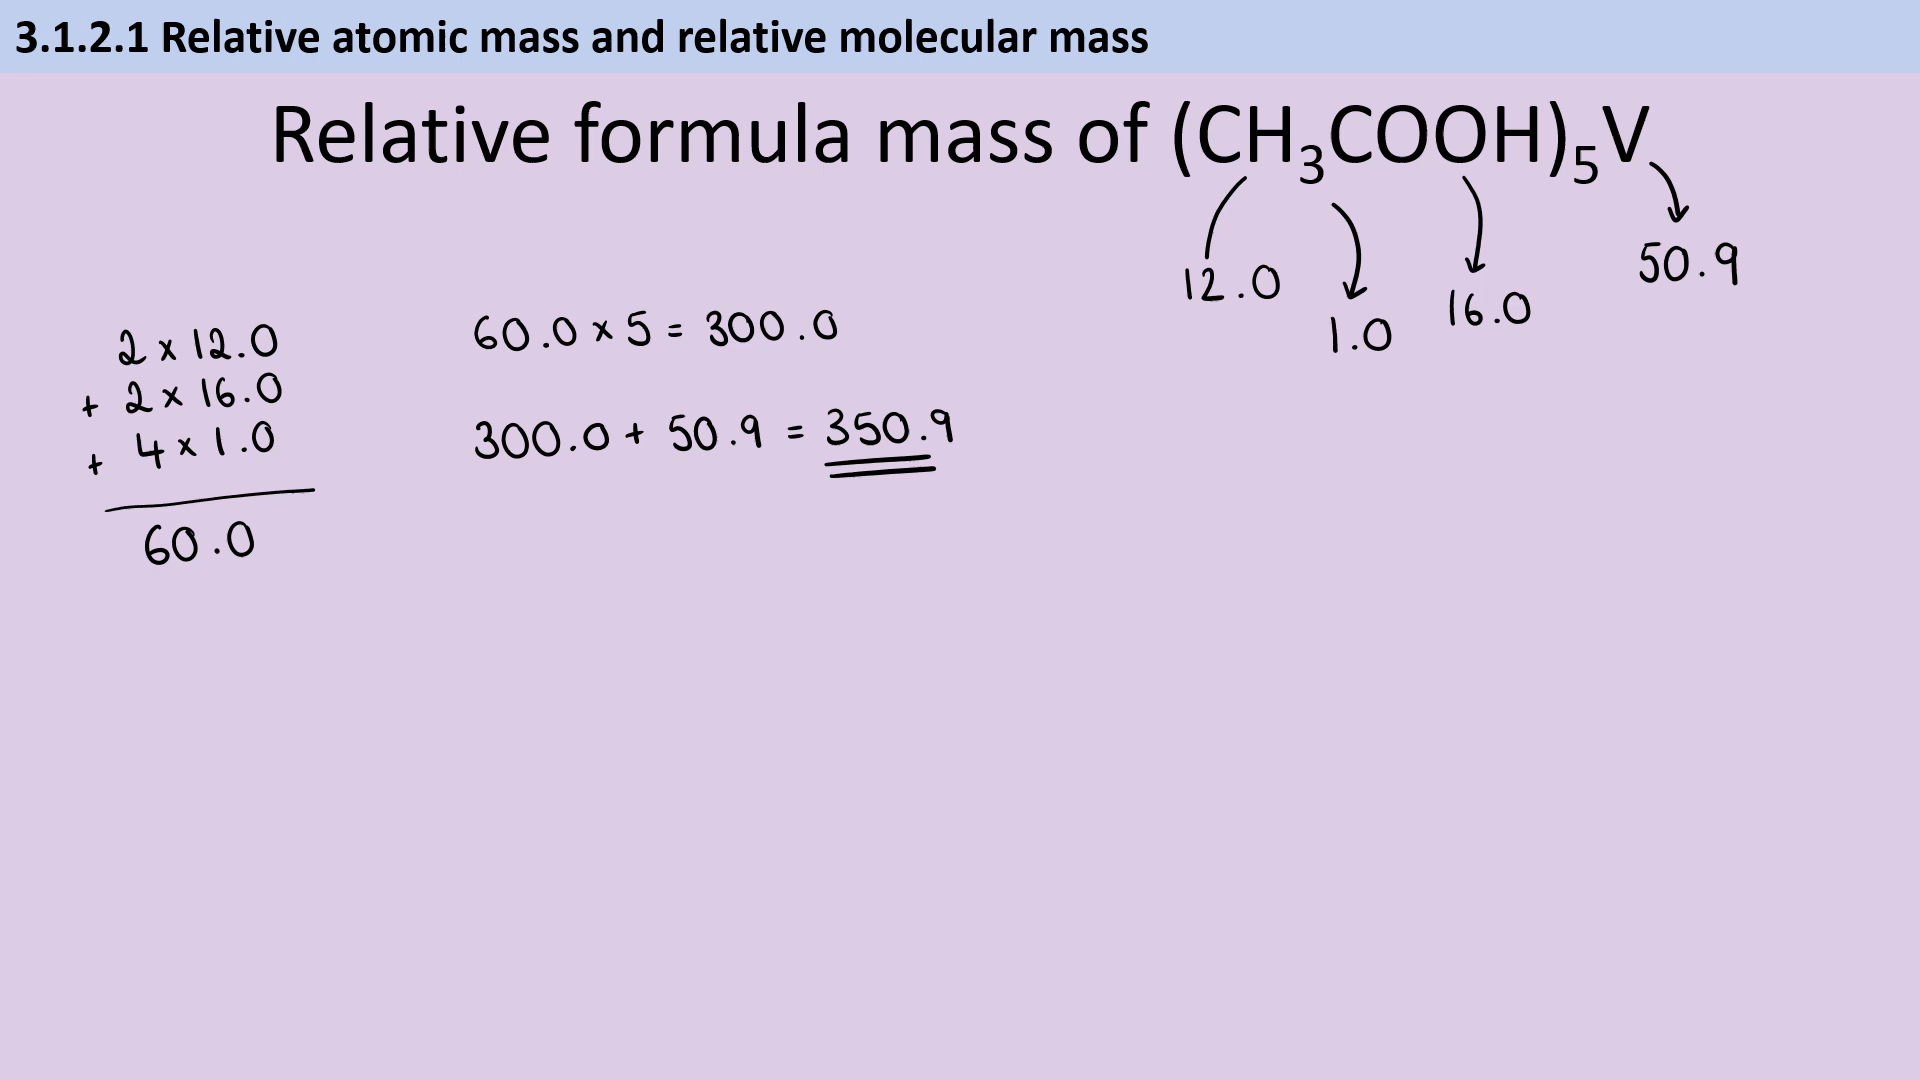 3.1.2.1 Relative atomic mass and relative molecular mass
Relative formula mass of (CH₃COOH)₅V
12.0
1.0
16.0
50.9
2 × 12.0
+ 2 × 16.0
+ 4 × 1.0
60.0
60.0 × 5 = 300.0
300.0 + 50.9 = 350.9